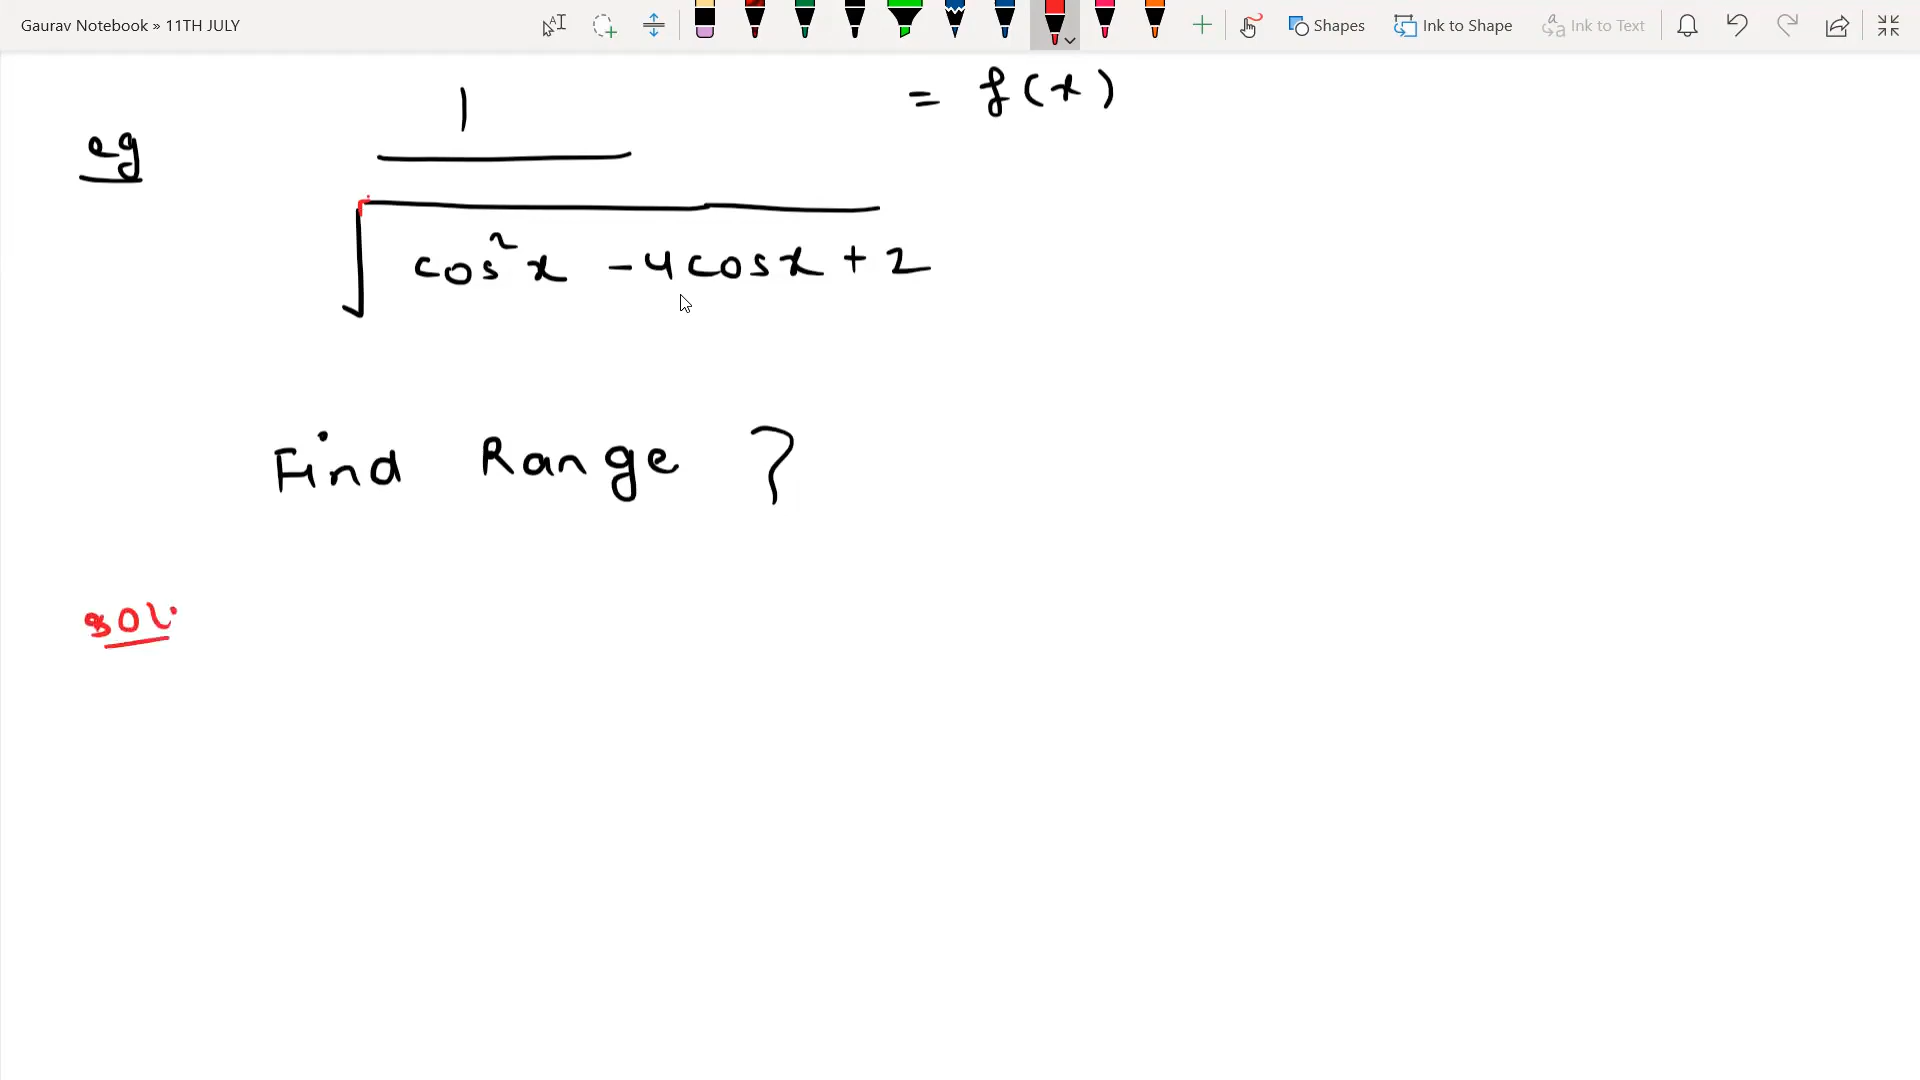 Gaurav Notebook » 11TH JULY
Shapes
Ink to Shape
Ink to Text
eg
1 / √(cos²x - 4cosx + 2) = f(x)
Find Range ?
sol.